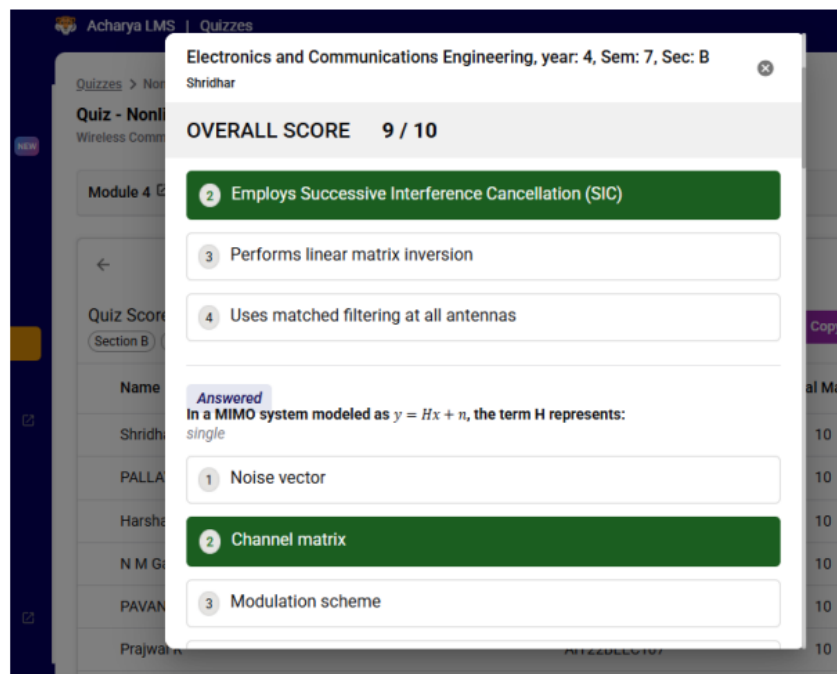 Acharya LMS | Quizzes
Electronics and Communications Engineering, year: 4, Sem: 7, Sec: B
Shridhar
Quizzes > Non
Quiz - Nonli
Wireless Comm
NEW
OVERALL SCORE 9 / 10
Module 4
2 Employs Successive Interference Cancellation (SIC)
3 Performs linear matrix inversion
4 Uses matched filtering at all antennas
Quiz Score
Section B
Copy
Name
al Ma
Answered
In a MIMO system modeled as y = Hx + n, the term H represents:
single
Shridh
10
1 Noise vector
PALLA
10
Harsha
10
2 Channel matrix
N M Ga
10
3 Modulation scheme
PAVAN
10
Prajwal K
10